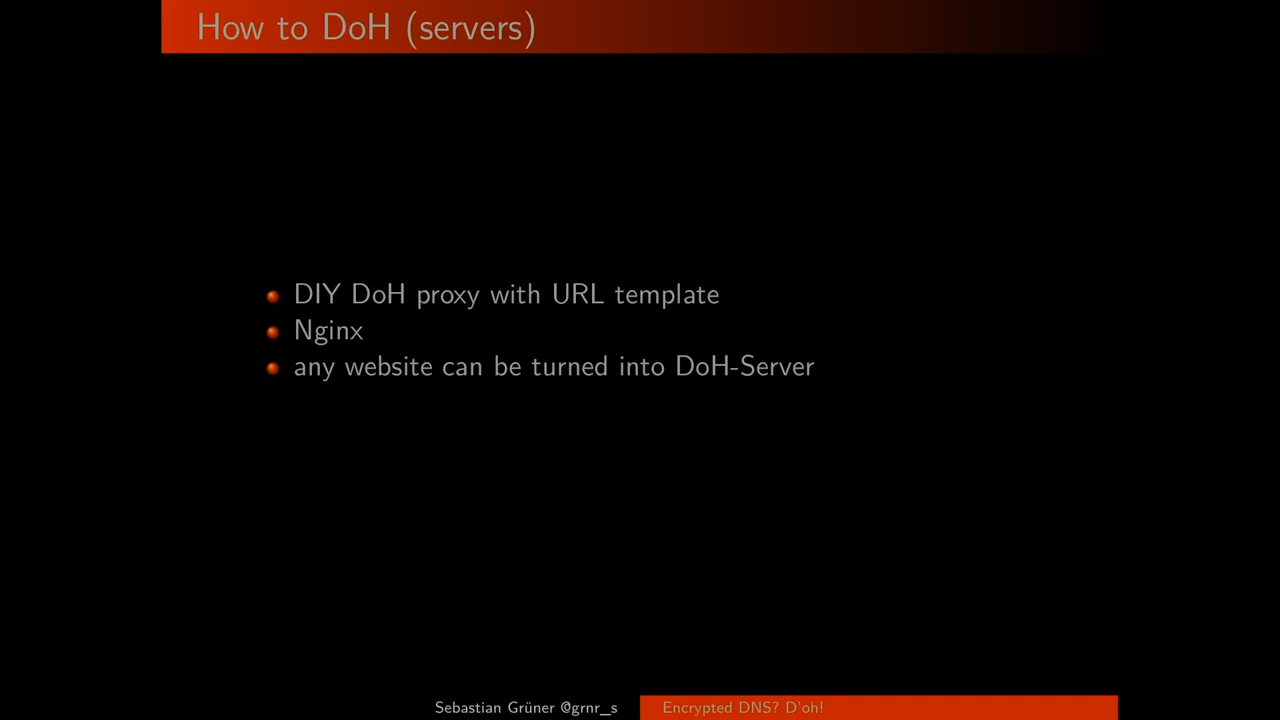 How to DoH (servers)
DIY DoH proxy with URL template
Nginx
any website can be turned into DoH-Server
Sebastian Grüner @grnr_s
Encrypted DNS? D'oh!